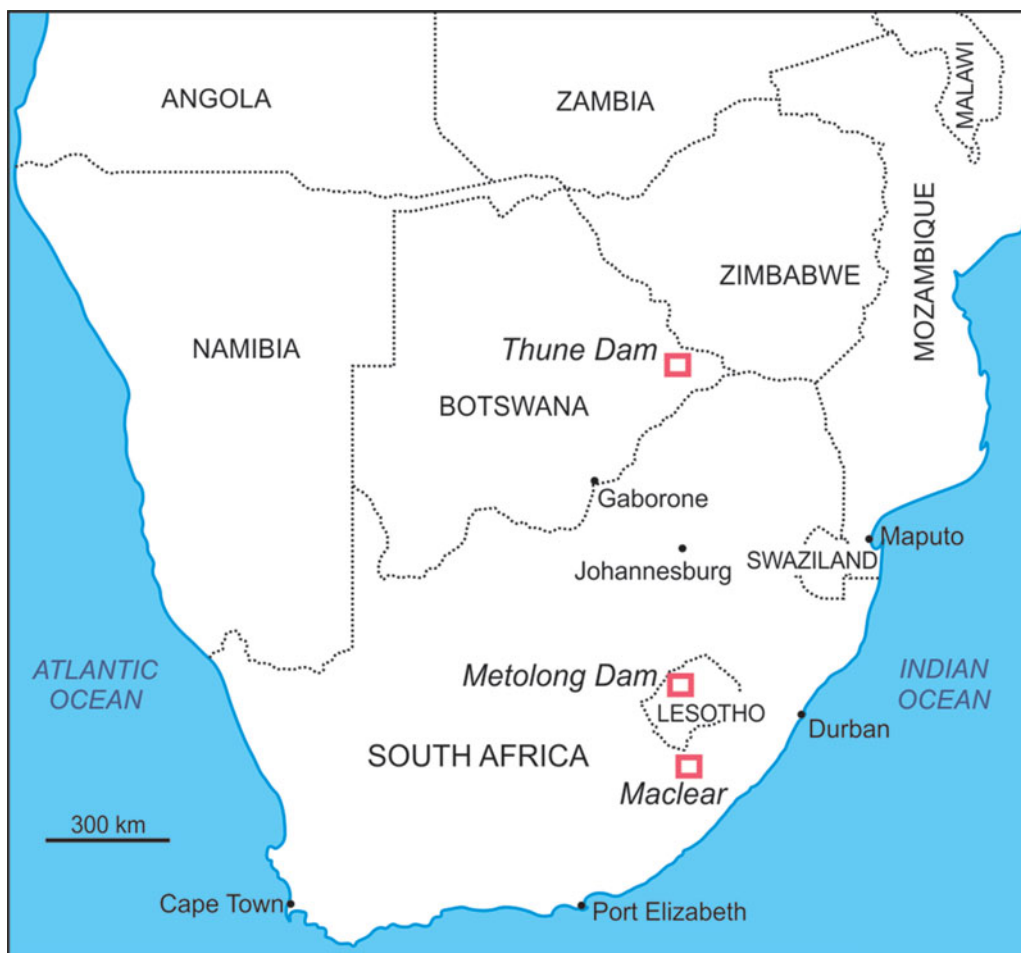 ANGOLA
ZAMBIA
MALAWI
MOZAMBIQUE
ZIMBABWE
NAMIBIA
Thune Dam
BOTSWANA
Gaborone
Maputo
Johannesburg
SWAZILAND
ATLANTIC
OCEAN
Metolong Dam
INDIAN
OCEAN
LESOTHO
Durban
SOUTH AFRICA
Maclear
300 km
Cape Town
Port Elizabeth